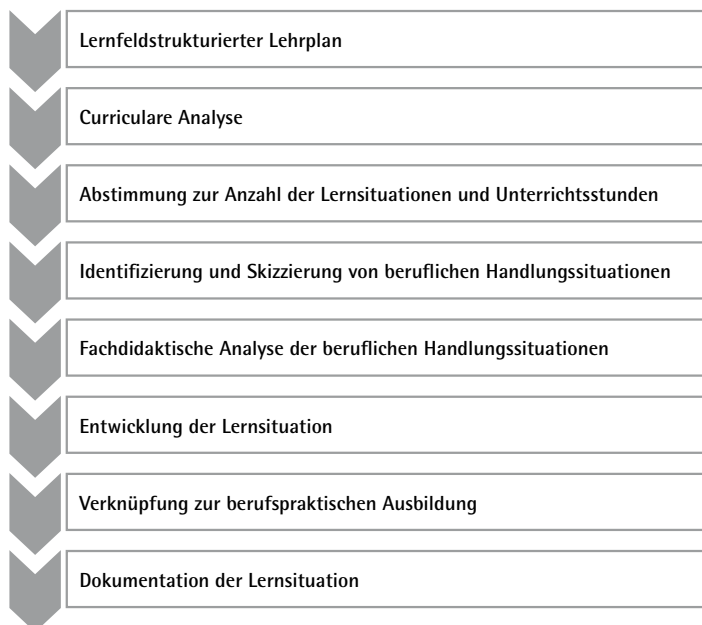 Lernfeldstrukturierter Lehrplan
Curriculare Analyse
Abstimmung zur Anzahl der Lernsituationen und Unterrichtsstunden
Identifizierung und Skizzierung von beruflichen Handlungssituationen
Fachdidaktische Analyse der beruflichen Handlungssituationen
Entwicklung der Lernsituation
Verknüpfung zur berufspraktischen Ausbildung
Dokumentation der Lernsituation